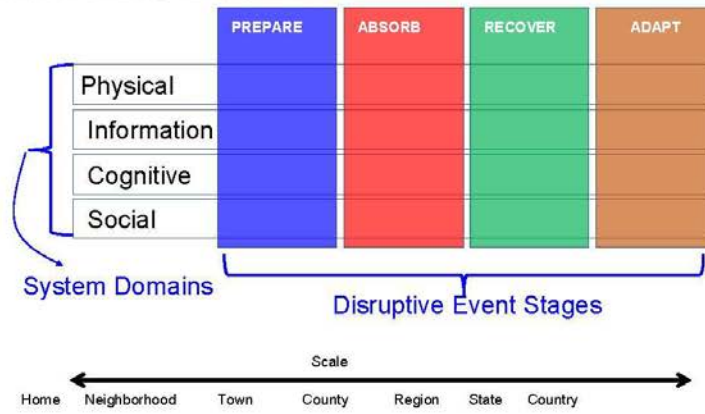 PREPARE ABSORB RECOVER ADAPT
Physical
Information
Cognitive
Social
System Domains
Disruptive Event Stages
Scale
Home Neighborhood Town County Region State Country